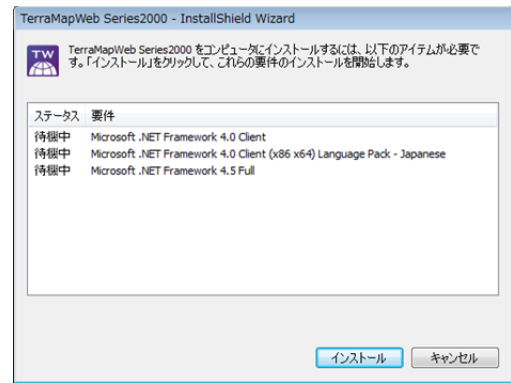 TerraMapWeb Series2000 - InstallShield Wizard
TW
TerraMapWeb Series2000 をコンピュータにインストールするには、以下のアイテムが必要で
す。「インストール」をクリックして、これらの要件のインストールを開始します。
ステータス 要件
待機中 Microsoft .NET Framework 4.0 Client
待機中 Microsoft .NET Framework 4.0 Client (x86 x64) Language Pack - Japanese
待機中 Microsoft .NET Framework 4.5 Full
インストール キャンセル